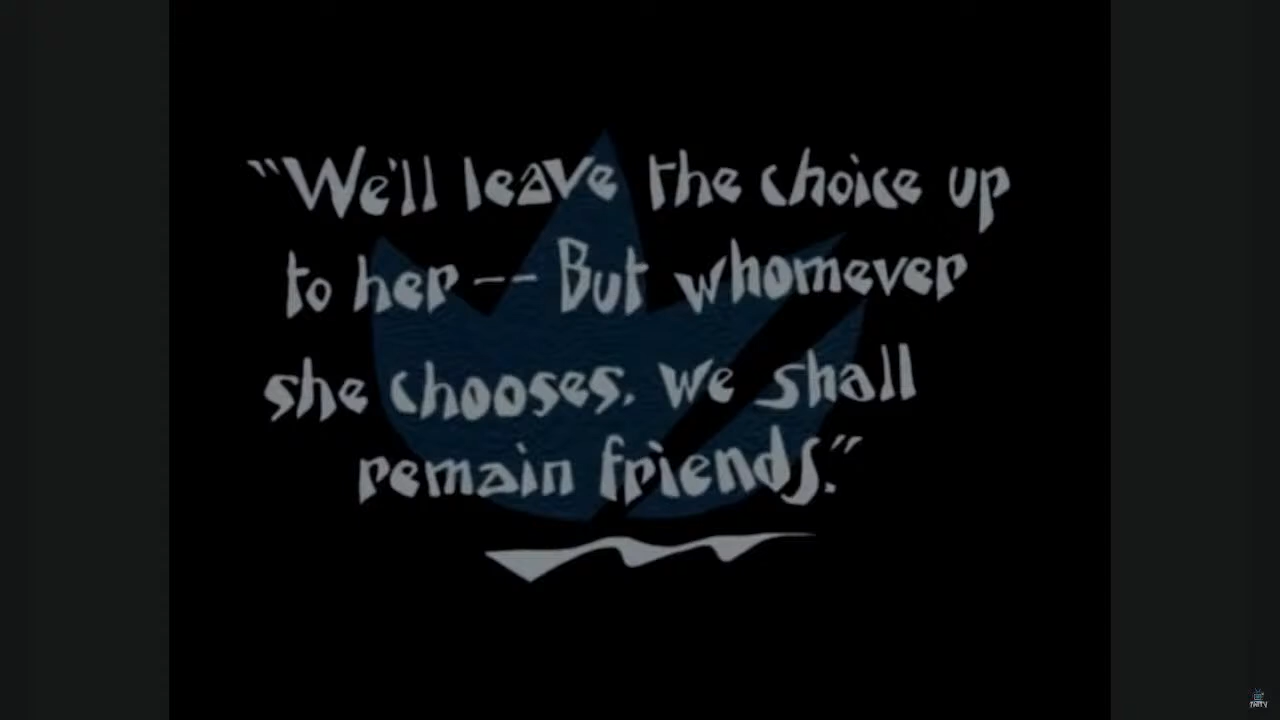 “We'll leave the choice up
to her -- But whomever
she chooses, we shall
remain friends.”